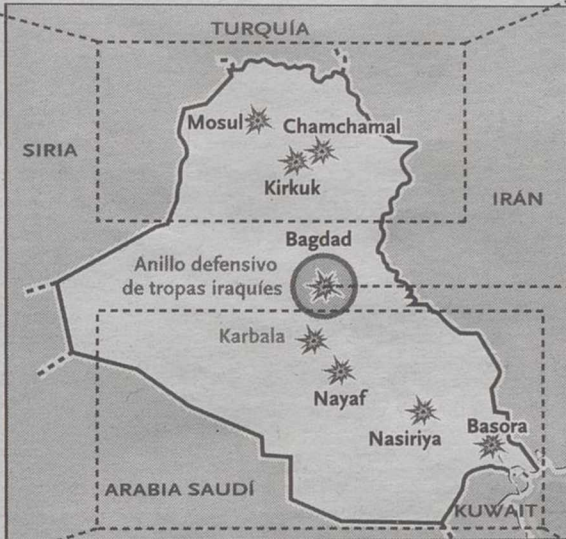 TURQUÍA
Mosul
Chamchamal
SIRIA
Kirkuk
IRÁN
Bagdad
Anillo defensivo
de tropas iraquíes
Karbala
Nayaf
Nasiriya
Basora
ARABIA SAUDÍ
KUWAIT